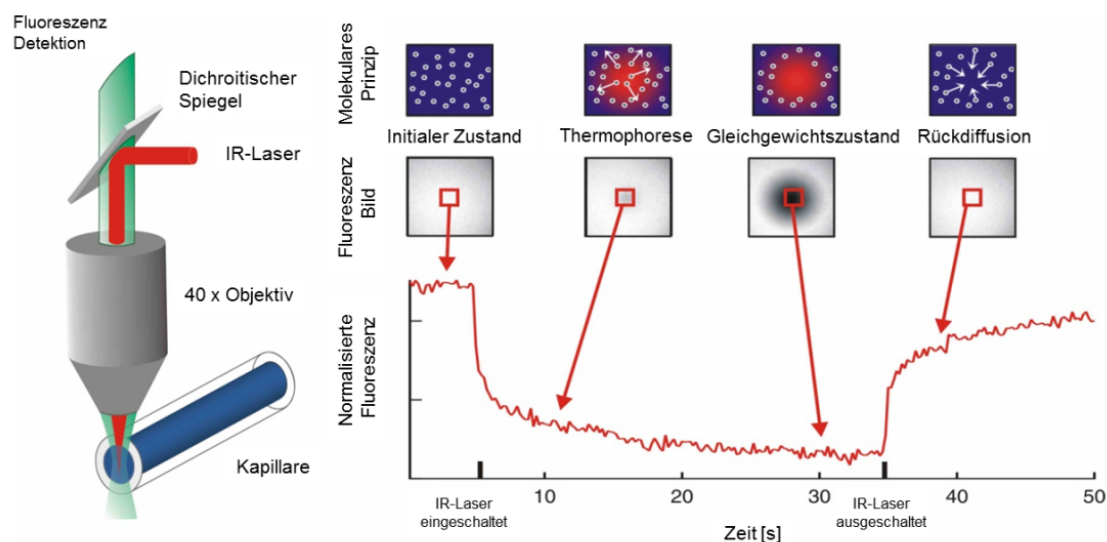 Fluoreszenz
Detektion
Dichroitischer
Spiegel
IR-Laser
40 x Objektiv
Kapillare
Molekulares
Prinzip
Initialer Zustand
Thermophorese
Gleichgewichtszustand
Rückdiffusion
Fluoreszenz
Bild
Normalisierte
Fluoreszenz
10
20
30
40
50
IR-Laser
eingeschaltet
IR-Laser
ausgeschaltet
Zeit [s]